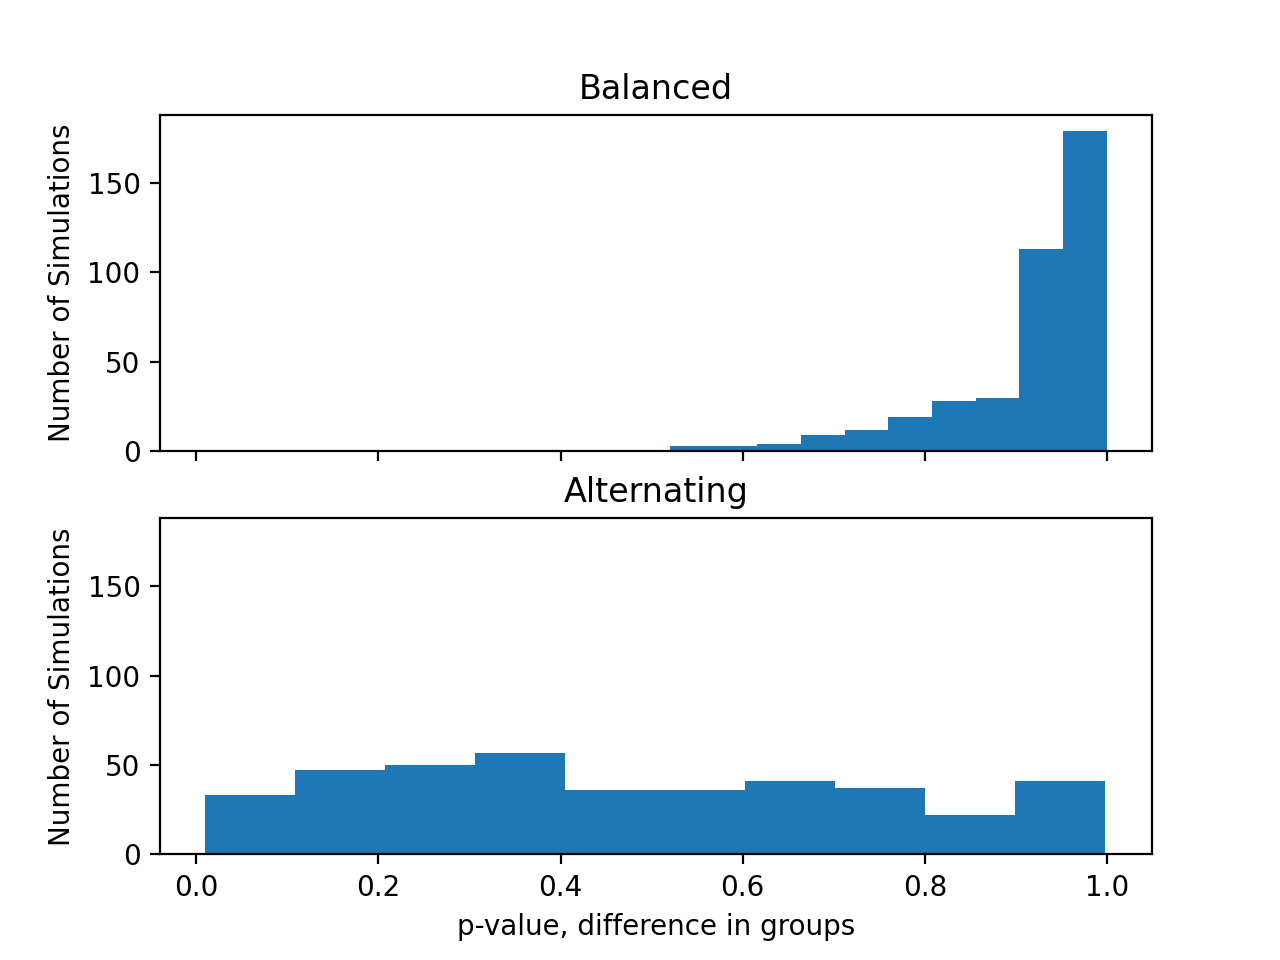 Balanced
Number of Simulations
150
100
50
0
Alternating
Number of Simulations
150
100
50
0
0.0 0.2 0.4 0.6 0.8 1.0
p-value, difference in groups